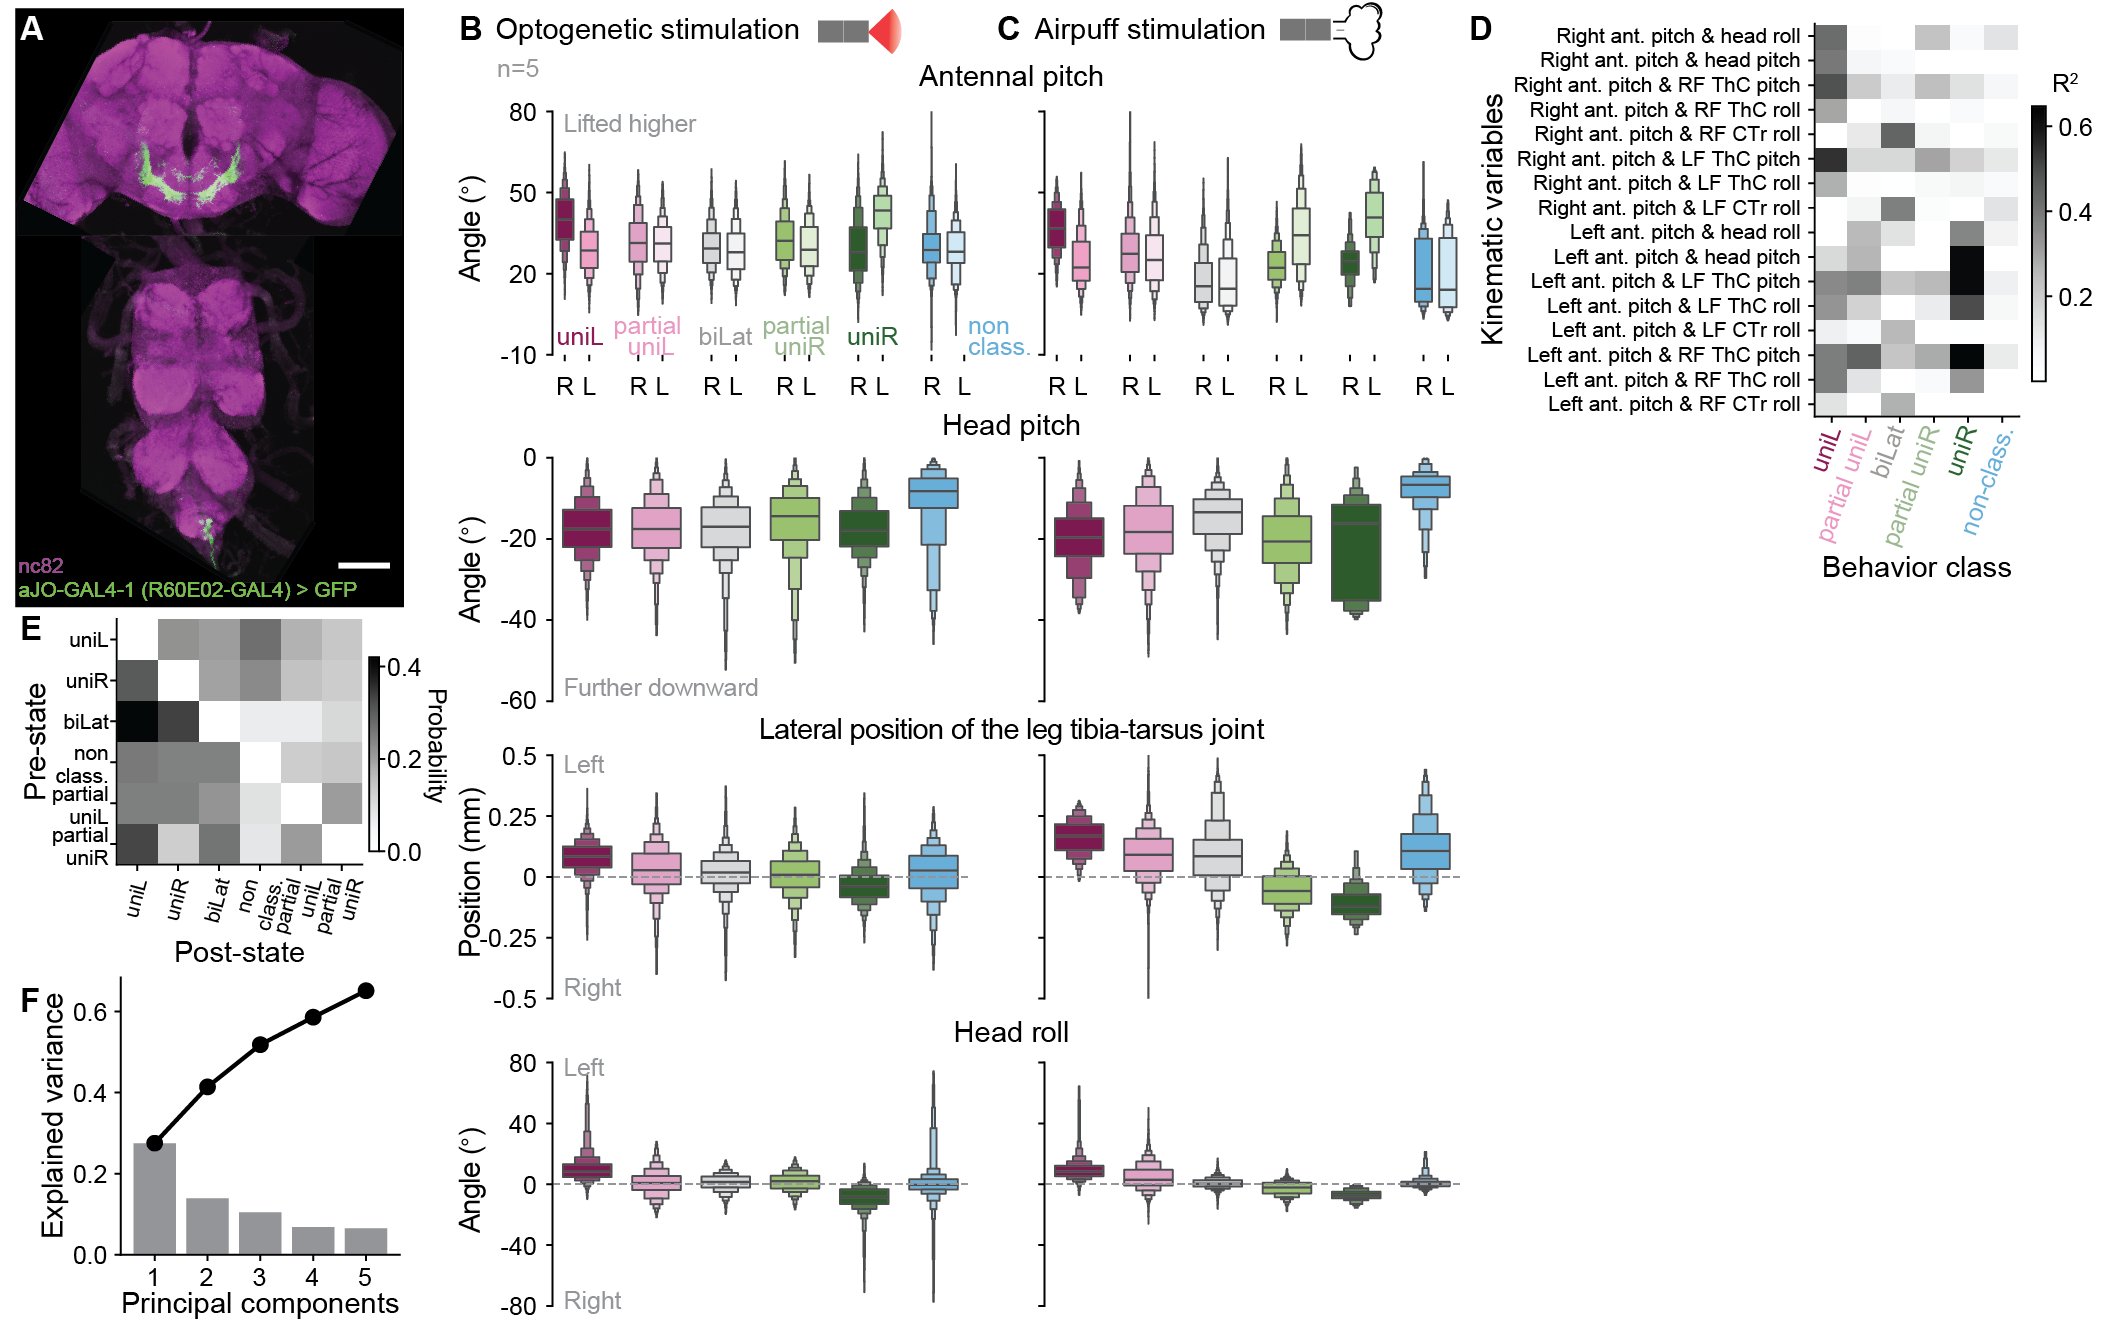 A
nc82
aJO-GAL4-1 (R60E02-GAL4) > GFP
B Optogenetic stimulation
n=5
C Airpuff stimulation
Antennal pitch
Angle (°)
80
50
20
-10
Lifted higher
uniL
partial
uniL
biLat
partial
uniR
uniR
non
class.
R L R L R L R L R L R L
R L R L R L R L R L R L
Head pitch
Angle (°)
0
-20
-40
-60
Further downward
Lateral position of the leg tibia-tarsus joint
Position (mm)
0.5
0.25
0
-0.25
-0.5
Left
Right
Head roll
Angle (°)
80
40
0
-40
-80
Left
Right
D
Kinematic variables
Right ant. pitch & head roll
Right ant. pitch & head pitch
Right ant. pitch & RF ThC pitch
Right ant. pitch & RF ThC roll
Right ant. pitch & RF CTr roll
Right ant. pitch & LF ThC pitch
Right ant. pitch & LF ThC roll
Right ant. pitch & LF CTr roll
Left ant. pitch & head roll
Left ant. pitch & head pitch
Left ant. pitch & LF ThC pitch
Left ant. pitch & LF ThC roll
Left ant. pitch & LF CTr roll
Left ant. pitch & RF ThC pitch
Left ant. pitch & RF ThC roll
Left ant. pitch & RF CTr roll
uniL
partial uniL
biLat
partial uniR
uniR
non-class.
Behavior class
R²
0.6
0.4
0.2
E
Pre-state
uniL
uniR
biLat
non
class.
partial
uniL
partial
uniR
uniL
uniR
biLat
non
class.
partial
uniL
partial
uniR
Post-state
0.4
0.2
0.0
Probability
F
Explained variance
0.6
0.4
0.2
0.0
1 2 3 4 5
Principal components